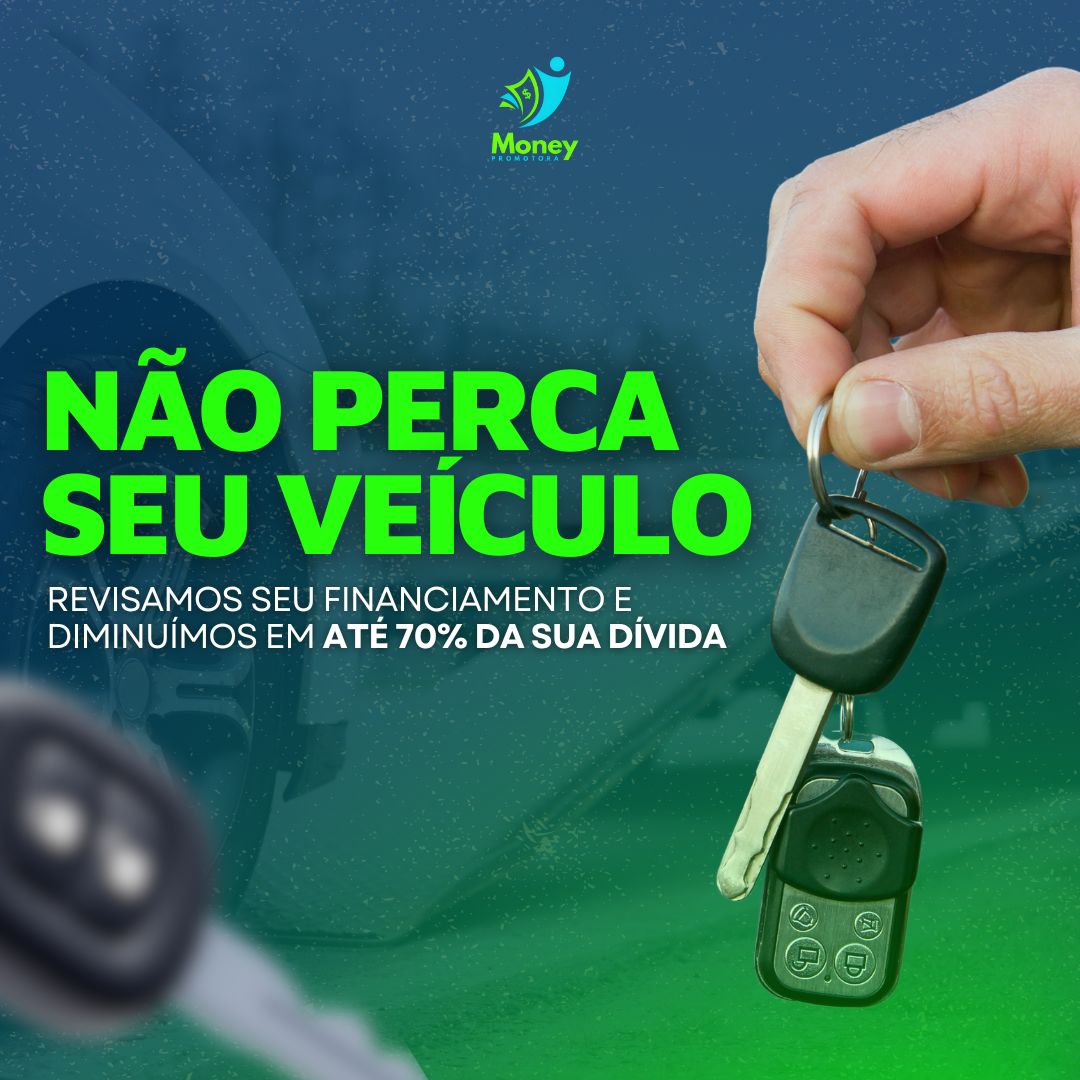 Money
PROMOTORA
NÃO PERCA
SEU VEÍCULO
REVISAMOS SEU FINANCIAMENTO E
DIMINUÍMOS EM ATÉ 70% DA SUA DÍVIDA